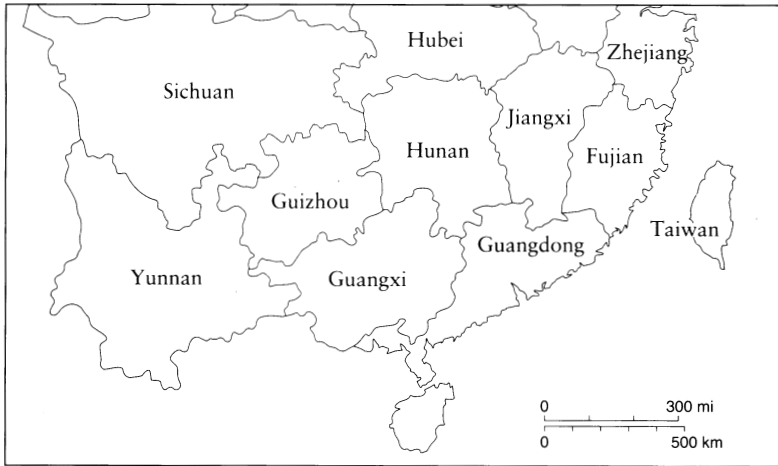 Hubei
Zhejiang
Sichuan
Jiangxi
Hunan
Fujian
Guizhou
Taiwan
Guangdong
Yunnan
Guangxi
0 300 mi
0 500 km